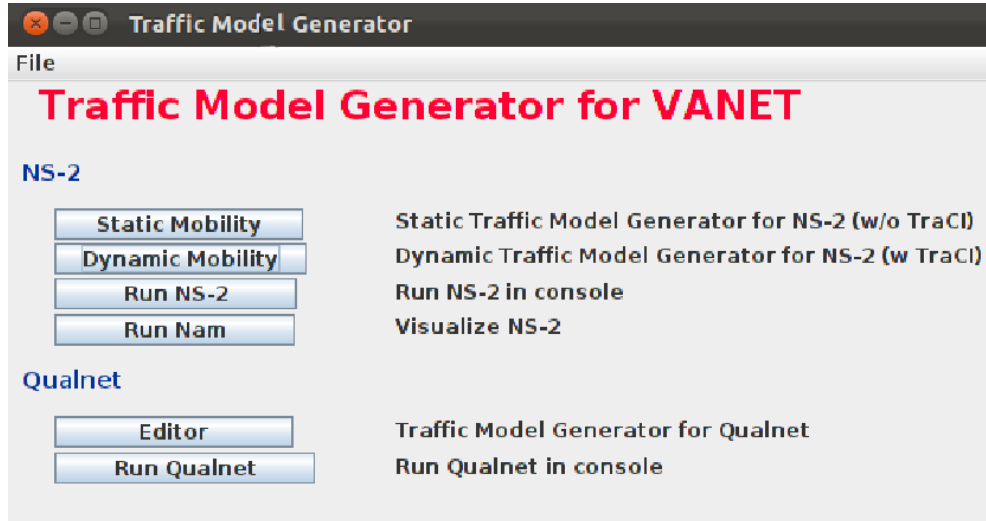 Traffic Model Generator
File
Traffic Model Generator for VANET
NS-2
Static Mobility Static Traffic Model Generator for NS-2 (w/o TraCI)
Dynamic Mobility Dynamic Traffic Model Generator for NS-2 (w TraCI)
Run NS-2 Run NS-2 in console
Run Nam Visualize NS-2
Qualnet
Editor Traffic Model Generator for Qualnet
Run Qualnet Run Qualnet in console